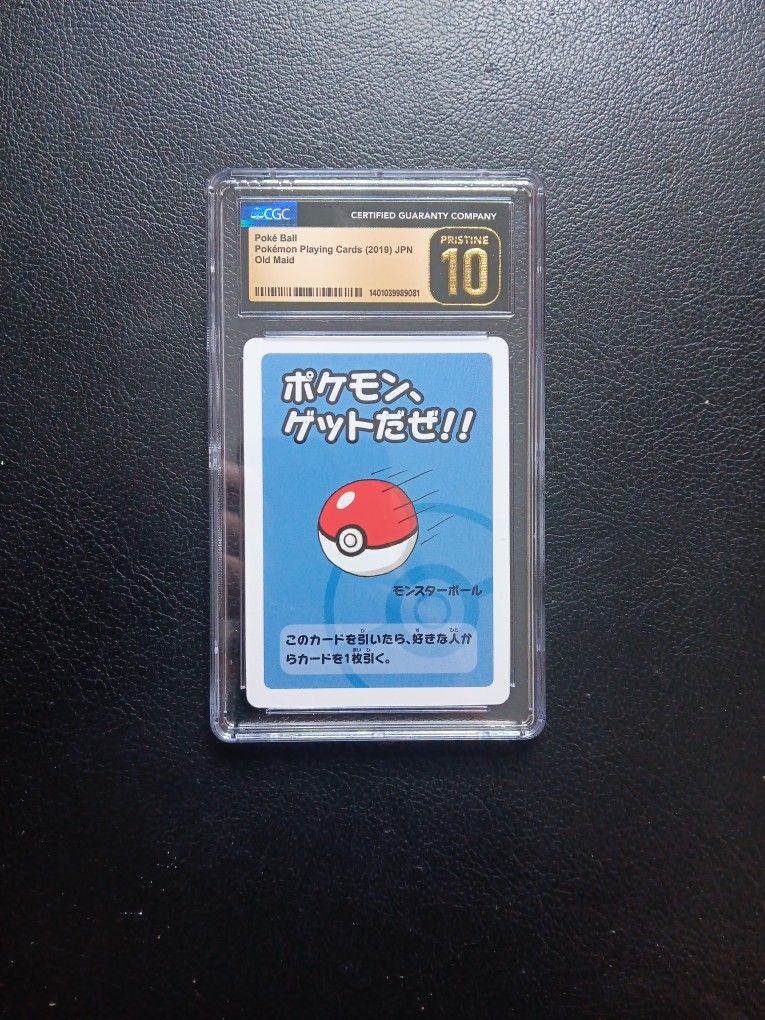 CGC
CERTIFIED GUARANTY COMPANY
Poké Ball
Pokémon Playing Cards (2019) JPN
Old Maid
1401039989081
PRISTINE
10
ポケモン、
ゲットだぜ!!
モンスターボール
このカードを引いたら、好きな人か
らカードを1枚引く。